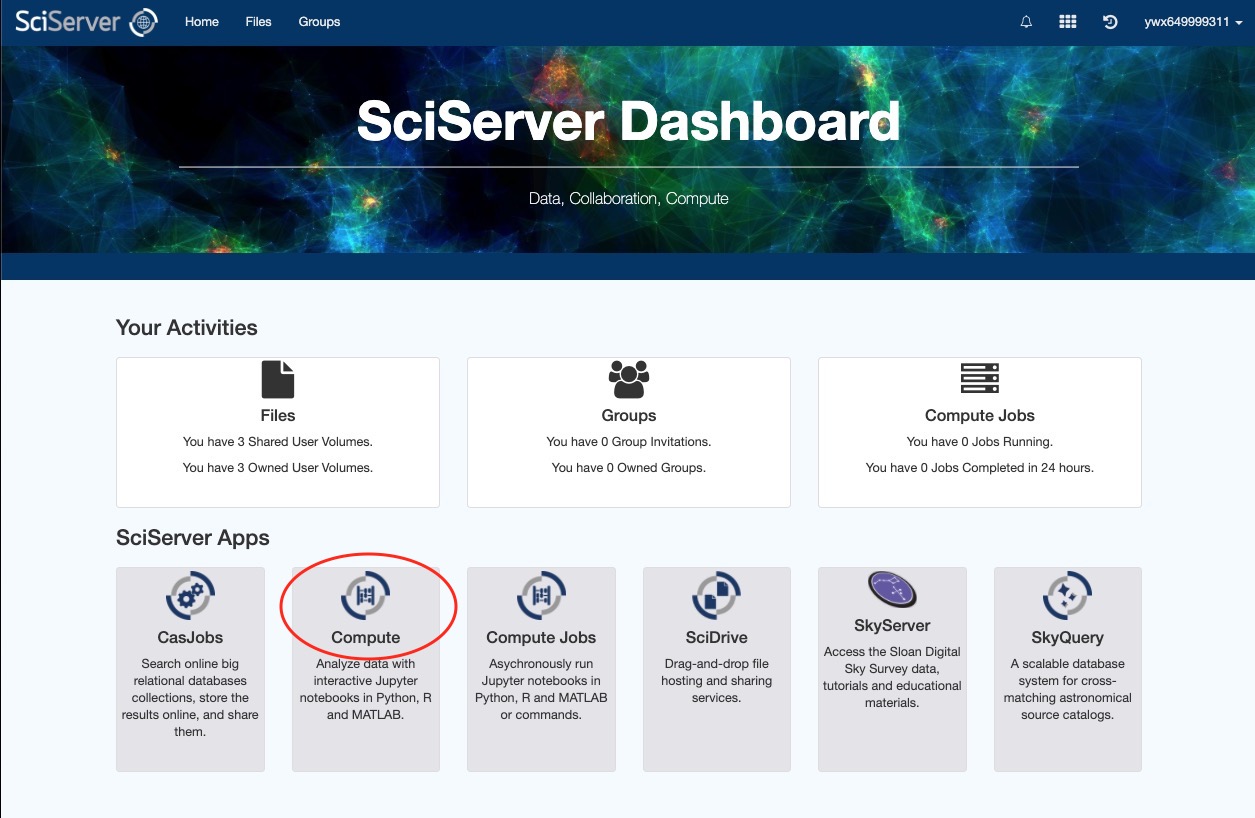 SciServer
Home Files Groups
ywx649999311
SciServer Dashboard
Data, Collaboration, Compute
Your Activities
Files
You have 3 Shared User Volumes.
You have 3 Owned User Volumes.
Groups
You have 0 Group Invitations.
You have 0 Owned Groups.
Compute Jobs
You have 0 Jobs Running.
You have 0 Jobs Completed in 24 hours.
SciServer Apps
CasJobs
Search online big
relational databases
collections, store the
results online, and share
them.
Compute
Analyze data with
interactive Jupyter
notebooks in Python, R
and MATLAB.
Compute Jobs
Asychronously run
Jupyter notebooks in
Python, R and MATLAB
or commands.
SciDrive
Drag-and-drop file
hosting and sharing
services.
SkyServer
Access the Sloan Digital
Sky Survey data,
tutorials and educational
materials.
SkyQuery
A scalable database
system for cross-
matching astronomical
source catalogs.